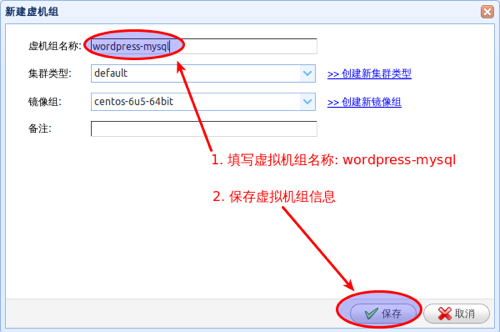 新建虚机组
虚机组名称: wordpress-mysql
集群类型: default >> 创建新集群类型
镜像组: centos-6u5-64bit >> 创建新镜像组
备注:
1. 填写虚拟机组名称: wordpress-mysql
2. 保存虚拟机组信息
保存 取消